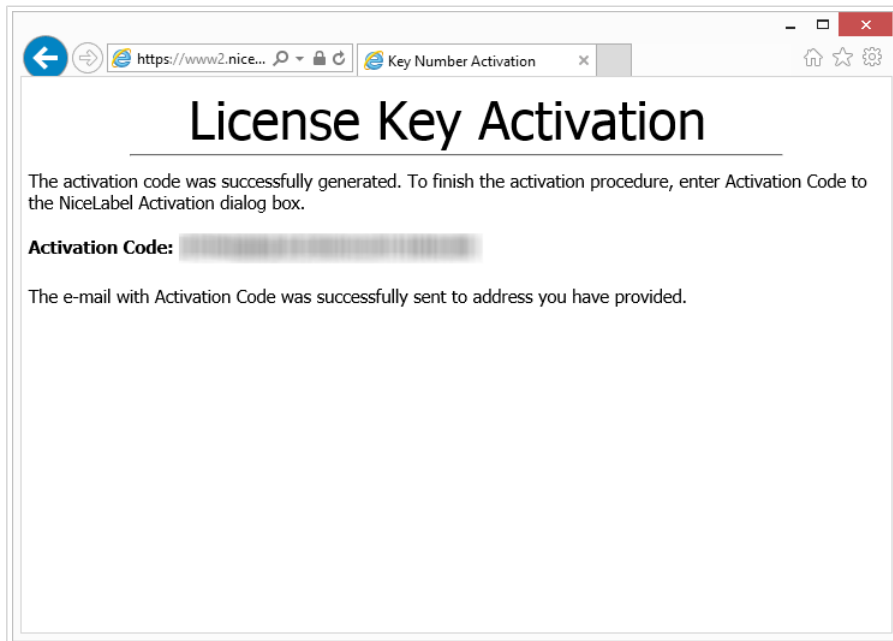 https://www2.nice...
Key Number Activation
License Key Activation
The activation code was successfully generated. To finish the activation procedure, enter Activation Code to
the NiceLabel Activation dialog box.
Activation Code:
The e-mail with Activation Code was successfully sent to address you have provided.